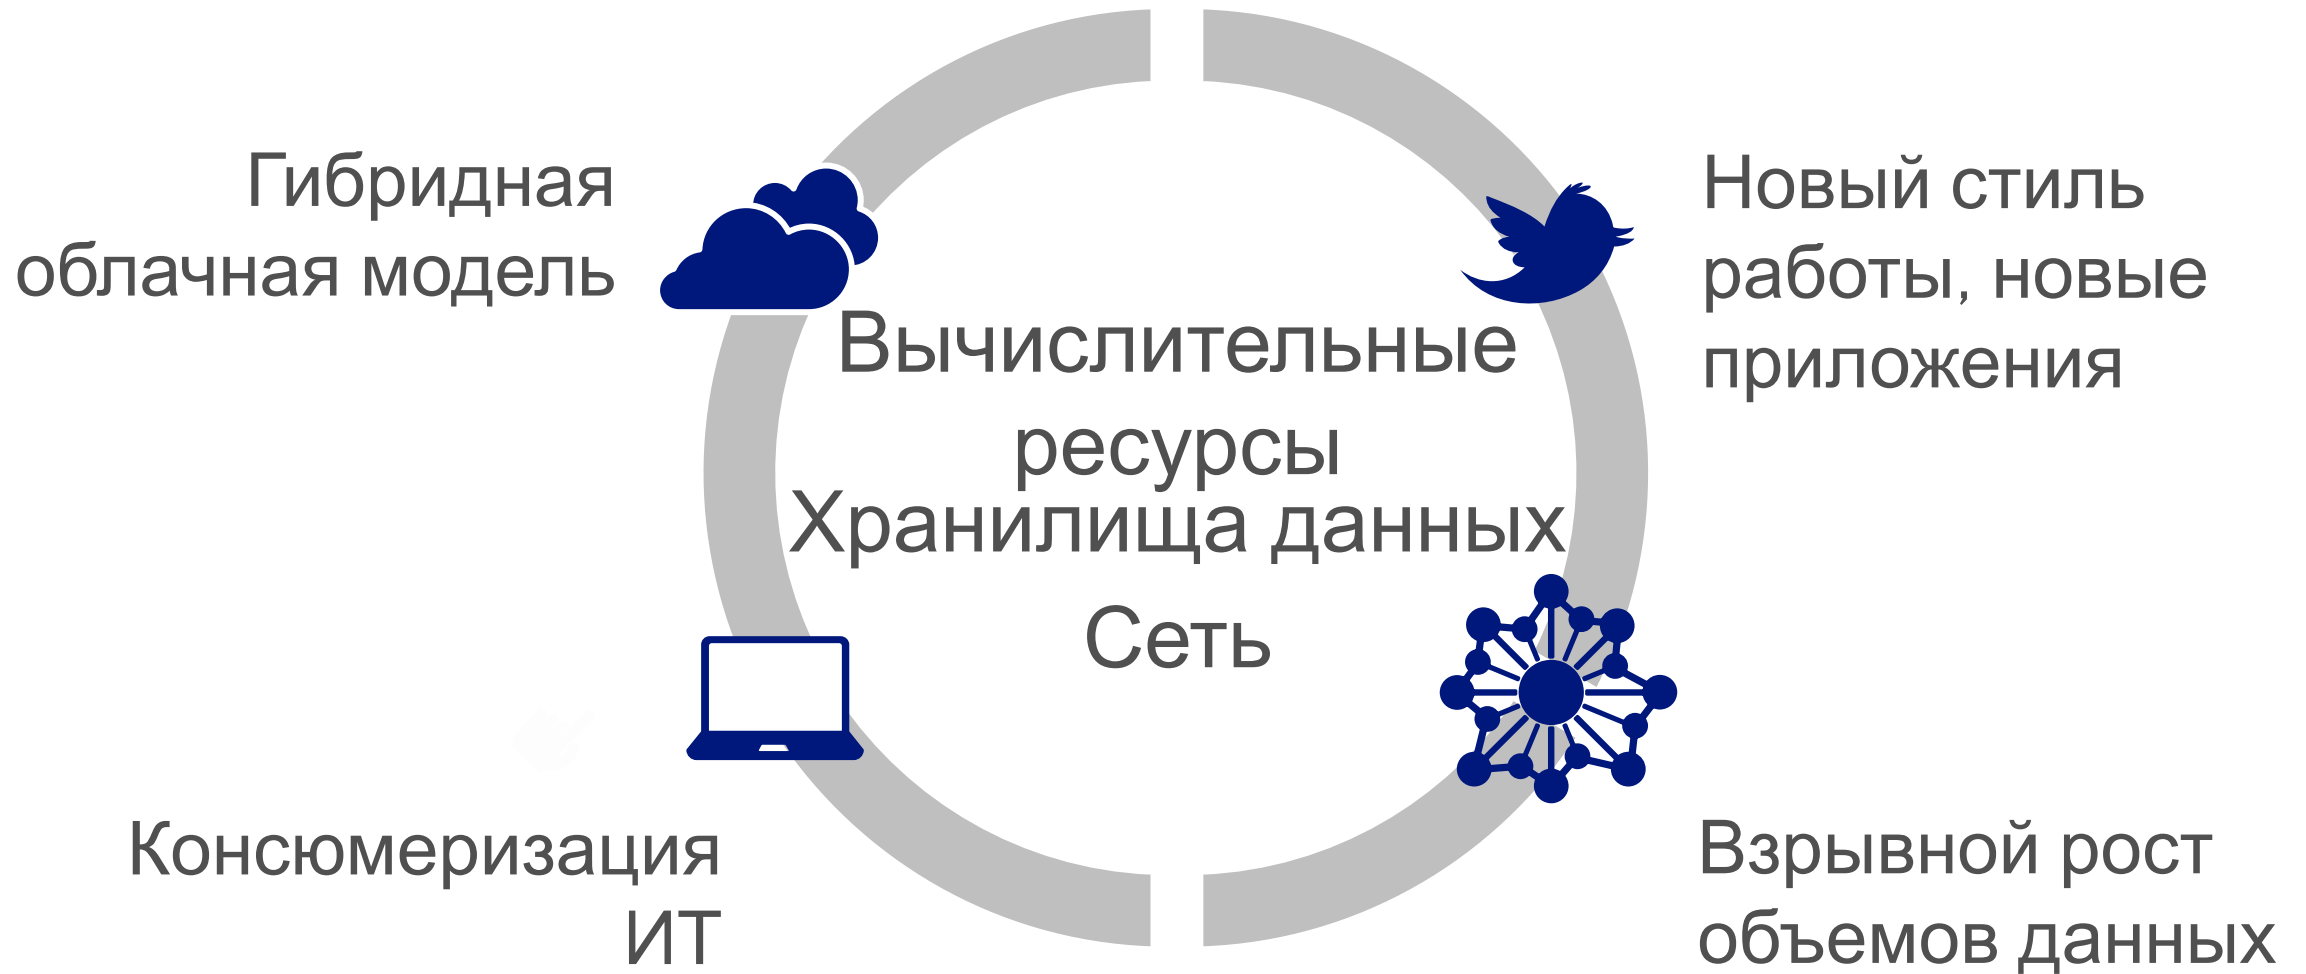 Гибридная
облачная модель
Новый стиль
работы, новые
приложения
Вычислительные
ресурсы
Хранилища данных
Сеть
Консюмеризация
ИТ
Взрывной рост
объемов данных